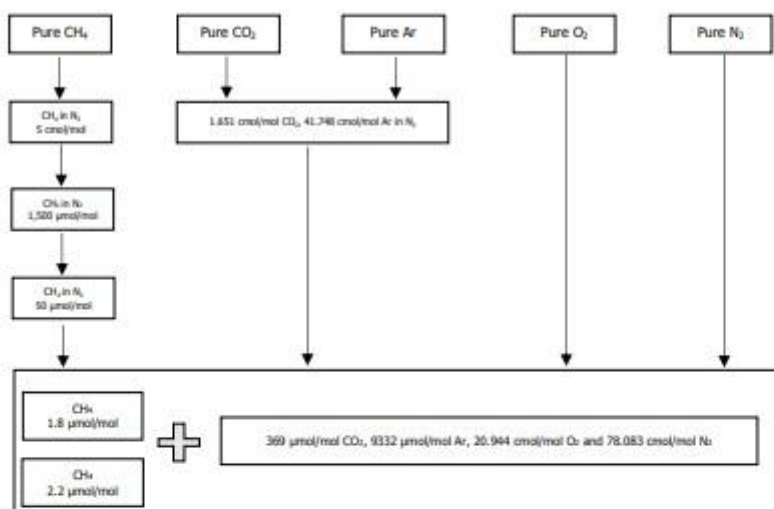 Pure CH₄
Pure CO₂
Pure Ar
Pure O₂
Pure N₂
CH₄ in N₂
5 cmol/mol
1.651 cmol/mol CO₂, 41.748 cmol/mol Ar in N₂
CH₄ in N₂
1,500 μmol/mol
CH₄ in N₂
50 μmol/mol
CH₄
1.8 μmol/mol
369 μmol/mol CO₂, 9332 μmol/mol Ar, 20.944 cmol/mol O₂ and 78.083 cmol/mol N₂
CH₄
2.2 μmol/mol